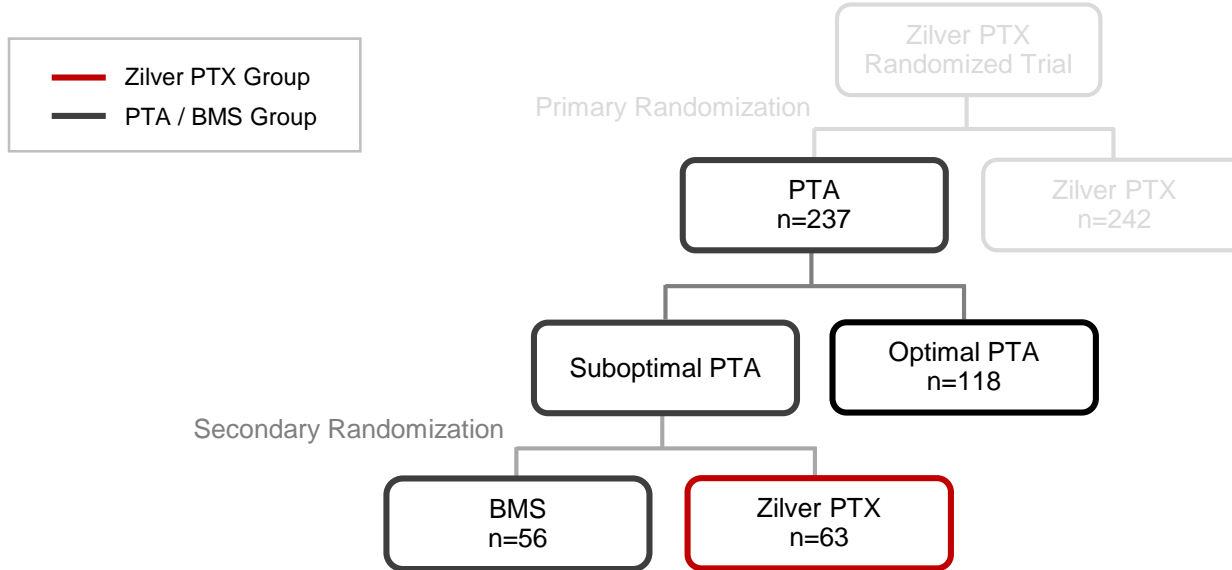 Zilver PTX
Randomized Trial
Zilver PTX Group
PTA / BMS Group
Primary Randomization
PTA
n=237
Zilver PTX
n=242
Suboptimal PTA
Optimal PTA
n=118
Secondary Randomization
BMS
n=56
Zilver PTX
n=63